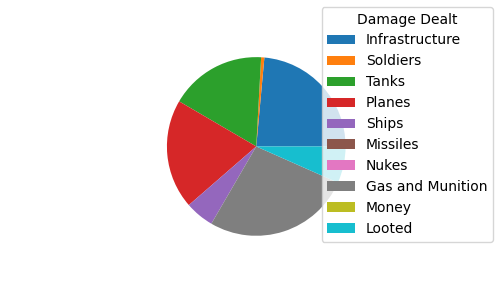 Damage Dealt
Infrastructure
Soldiers
Tanks
Planes
Ships
Missiles
Nukes
Gas and Munition
Money
Looted